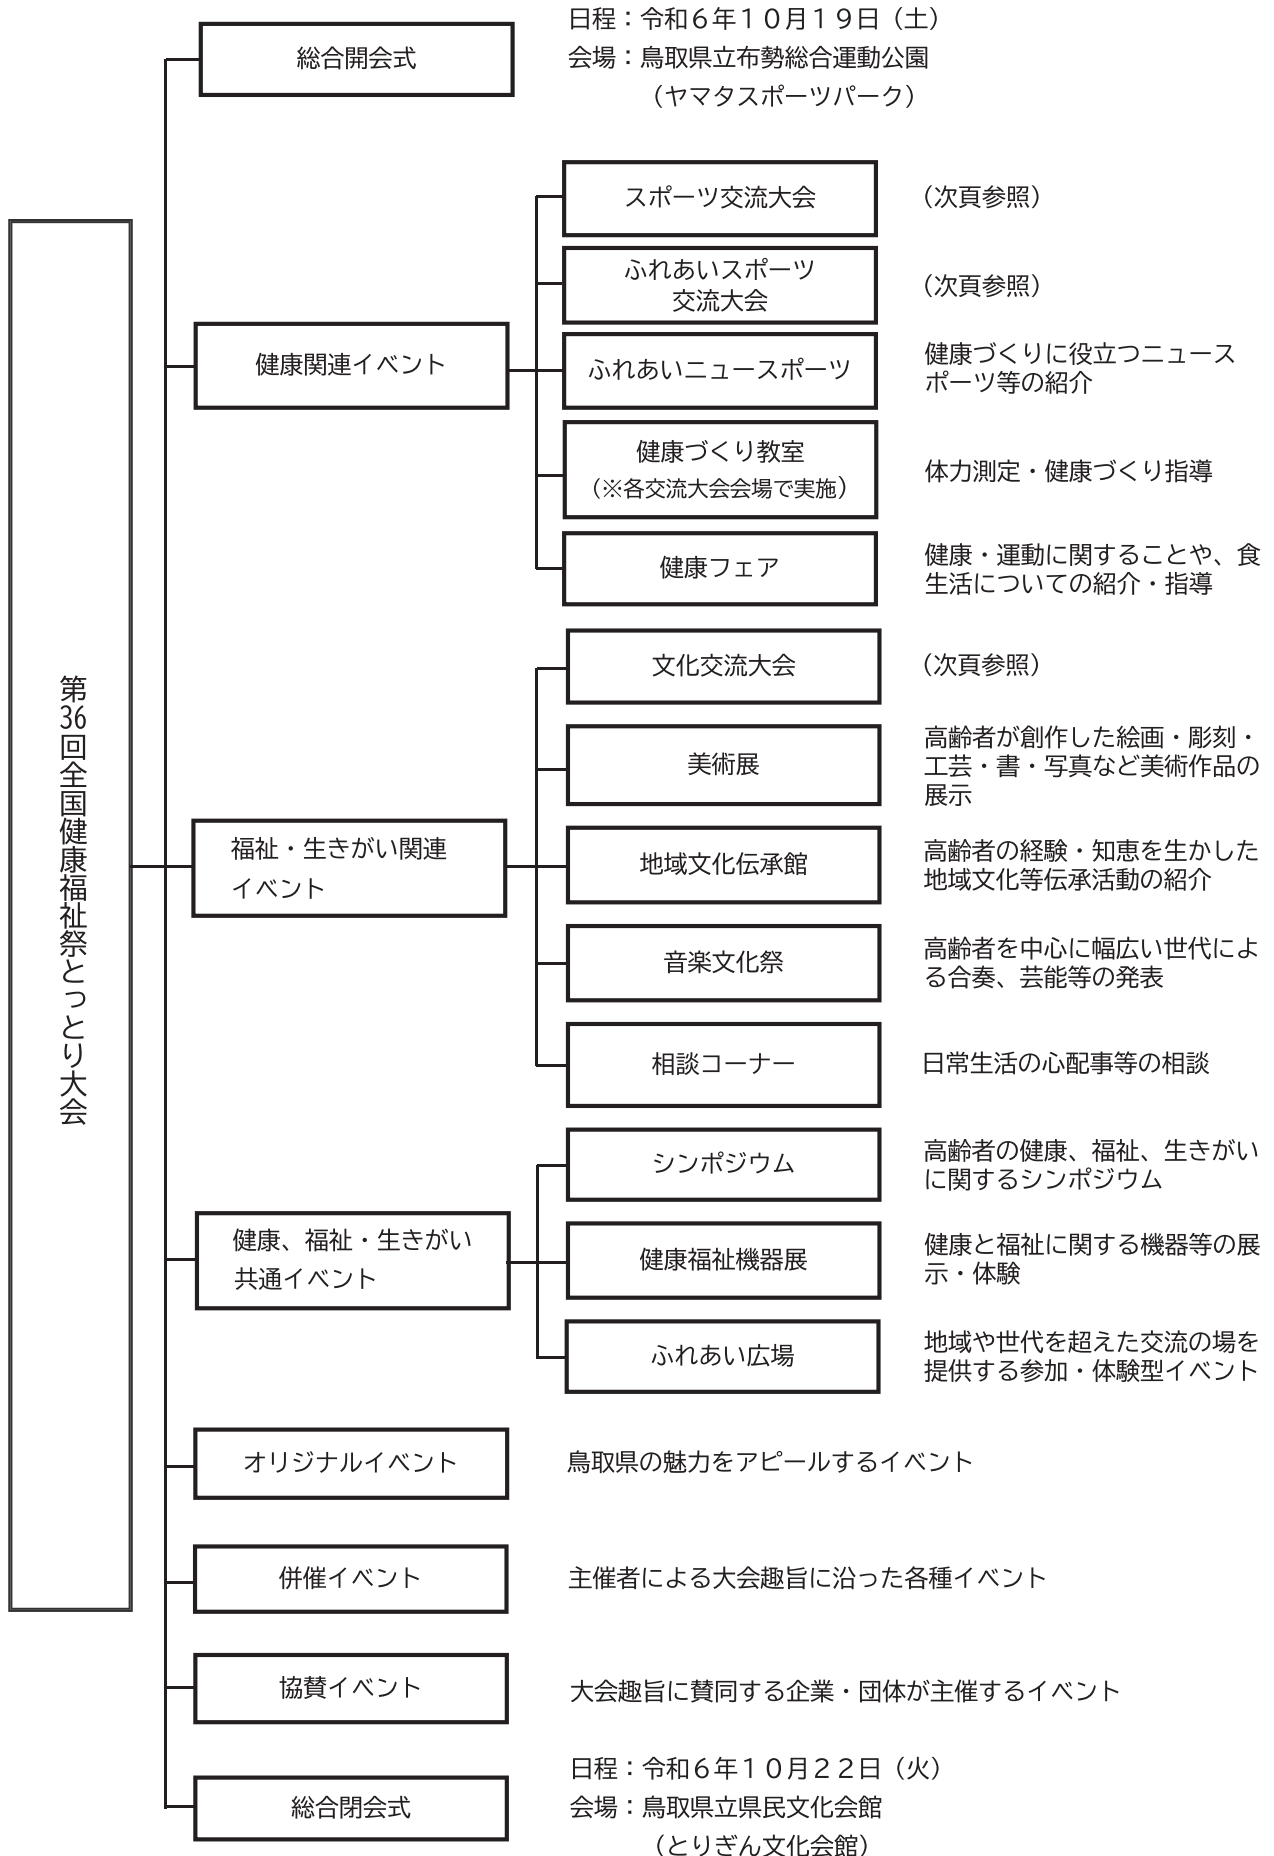 第36回全国健康福祉祭とっとり大会
総合開会式
日程：令和６年１０月１９日（土）
会場：鳥取県立布勢総合運動公園
（ヤマタスポーツパーク）
健康関連イベント
スポーツ交流大会
（次頁参照）
ふれあいスポーツ
交流大会
（次頁参照）
ふれあいニュースポーツ
健康づくりに役立つニュース
ポーツ等の紹介
健康づくり教室
（※各交流大会会場で実施）
体力測定・健康づくり指導
健康フェア
健康・運動に関することや、食
生活についての紹介・指導
福祉・生きがい関連
イベント
文化交流大会
（次頁参照）
美術展
高齢者が創作した絵画・彫刻・
工芸・書・写真など美術作品の
展示
地域文化伝承館
高齢者の経験・知恵を生かした
地域文化等伝承活動の紹介
音楽文化祭
高齢者を中心に幅広い世代によ
る合奏、芸能等の発表
相談コーナー
日常生活の心配事等の相談
健康、福祉・生きがい
共通イベント
シンポジウム
高齢者の健康、福祉、生きがい
に関するシンポジウム
健康福祉機器展
健康と福祉に関する機器等の展
示・体験
ふれあい広場
地域や世代を超えた交流の場を
提供する参加・体験型イベント
オリジナルイベント
鳥取県の魅力をアピールするイベント
併催イベント
主催者による大会趣旨に沿った各種イベント
協賛イベント
大会趣旨に賛同する企業・団体が主催するイベント
総合閉会式
日程：令和６年１０月２２日（火）
会場：鳥取県立県民文化会館
（とりぎん文化会館）